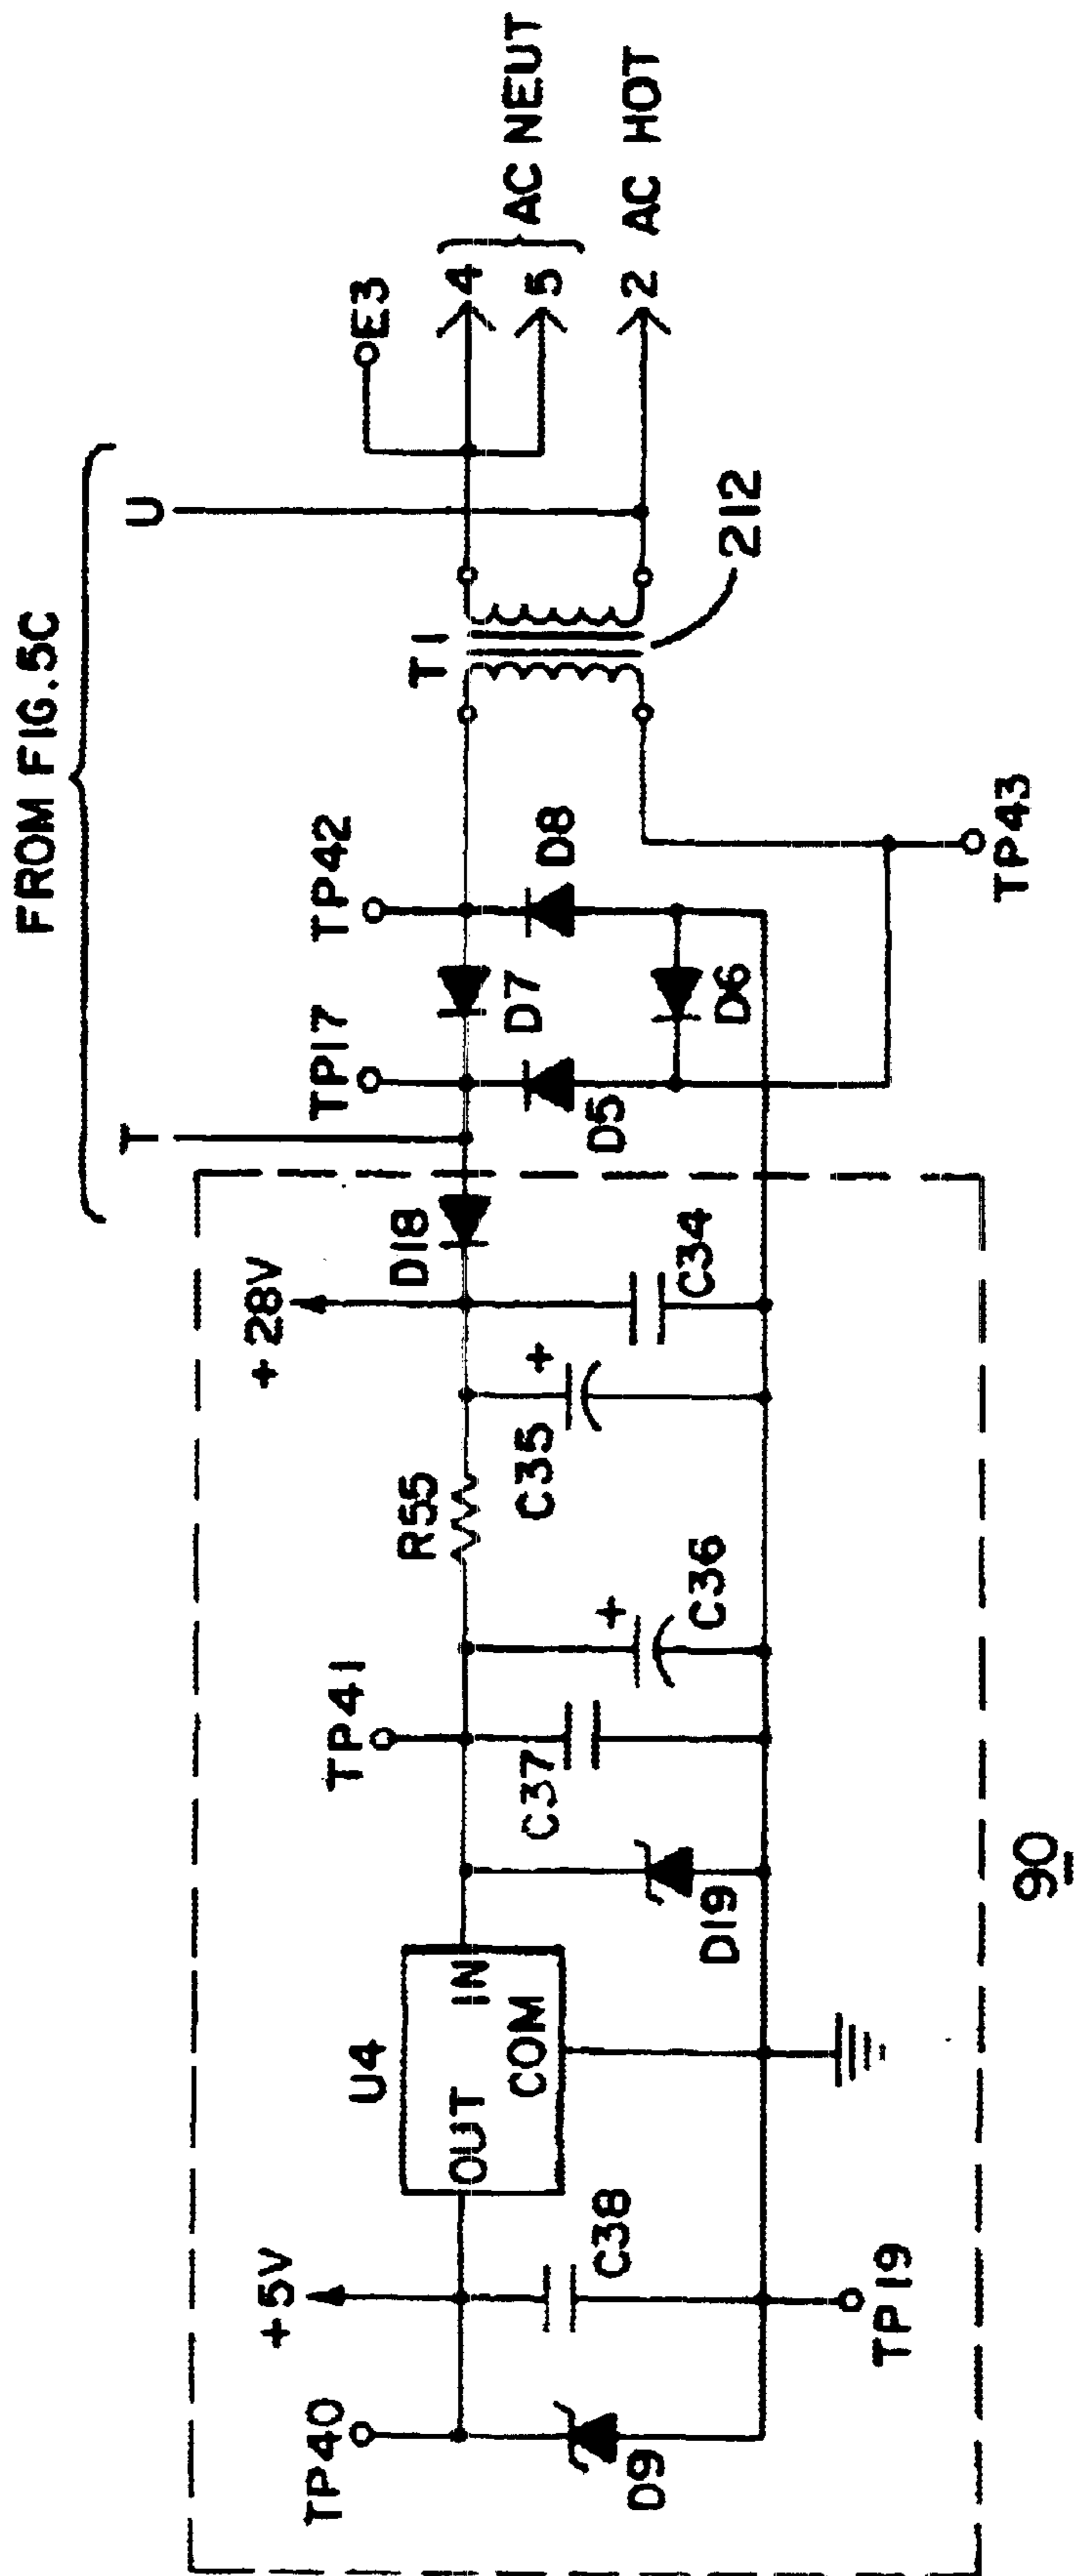 FROM FIG.5C
T
U
TP40
+5V
U4
OUT
IN
COM
C38
D9
TP19
TP41
C37
C36
D19
R55
+28V
C35
C34
D18
TP17
TP42
D7
D8
D5
D6
TP43
T1
212
E3
4
5
AC NEUT
2
AC HOT
90